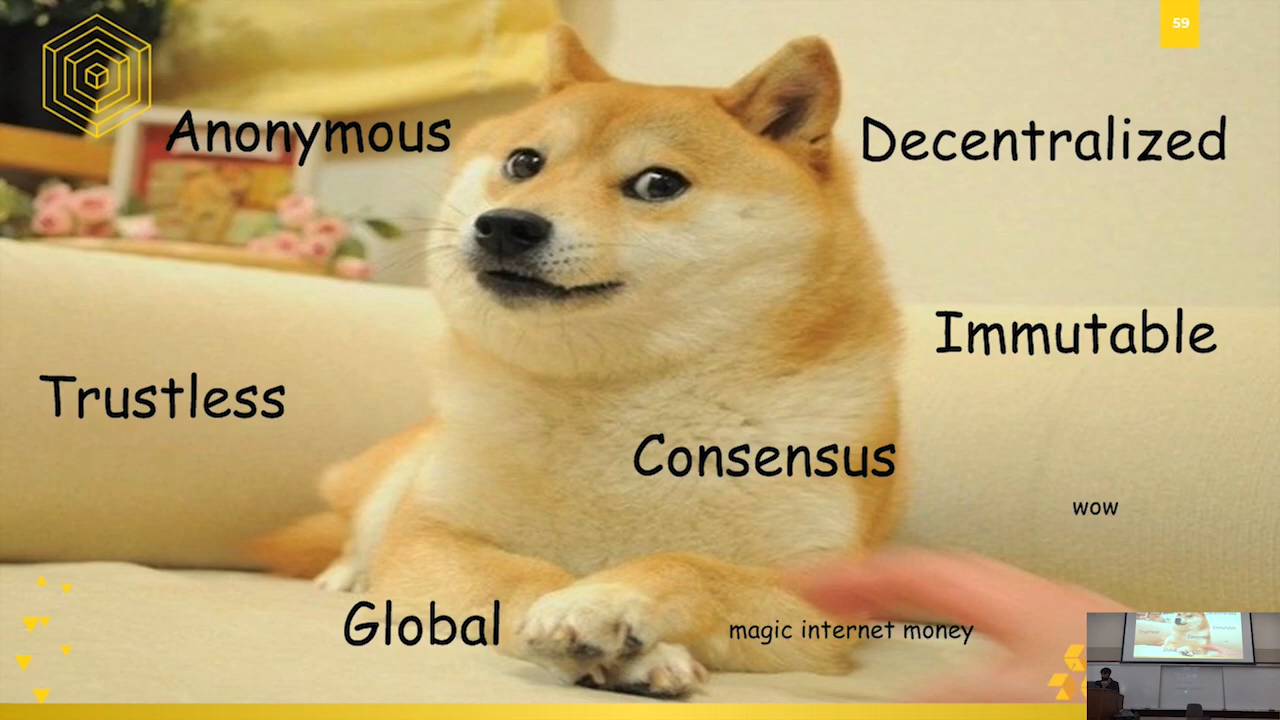 59
Anonymous
Decentralized
Immutable
Trustless
Consensus
wow
Global
magic internet money